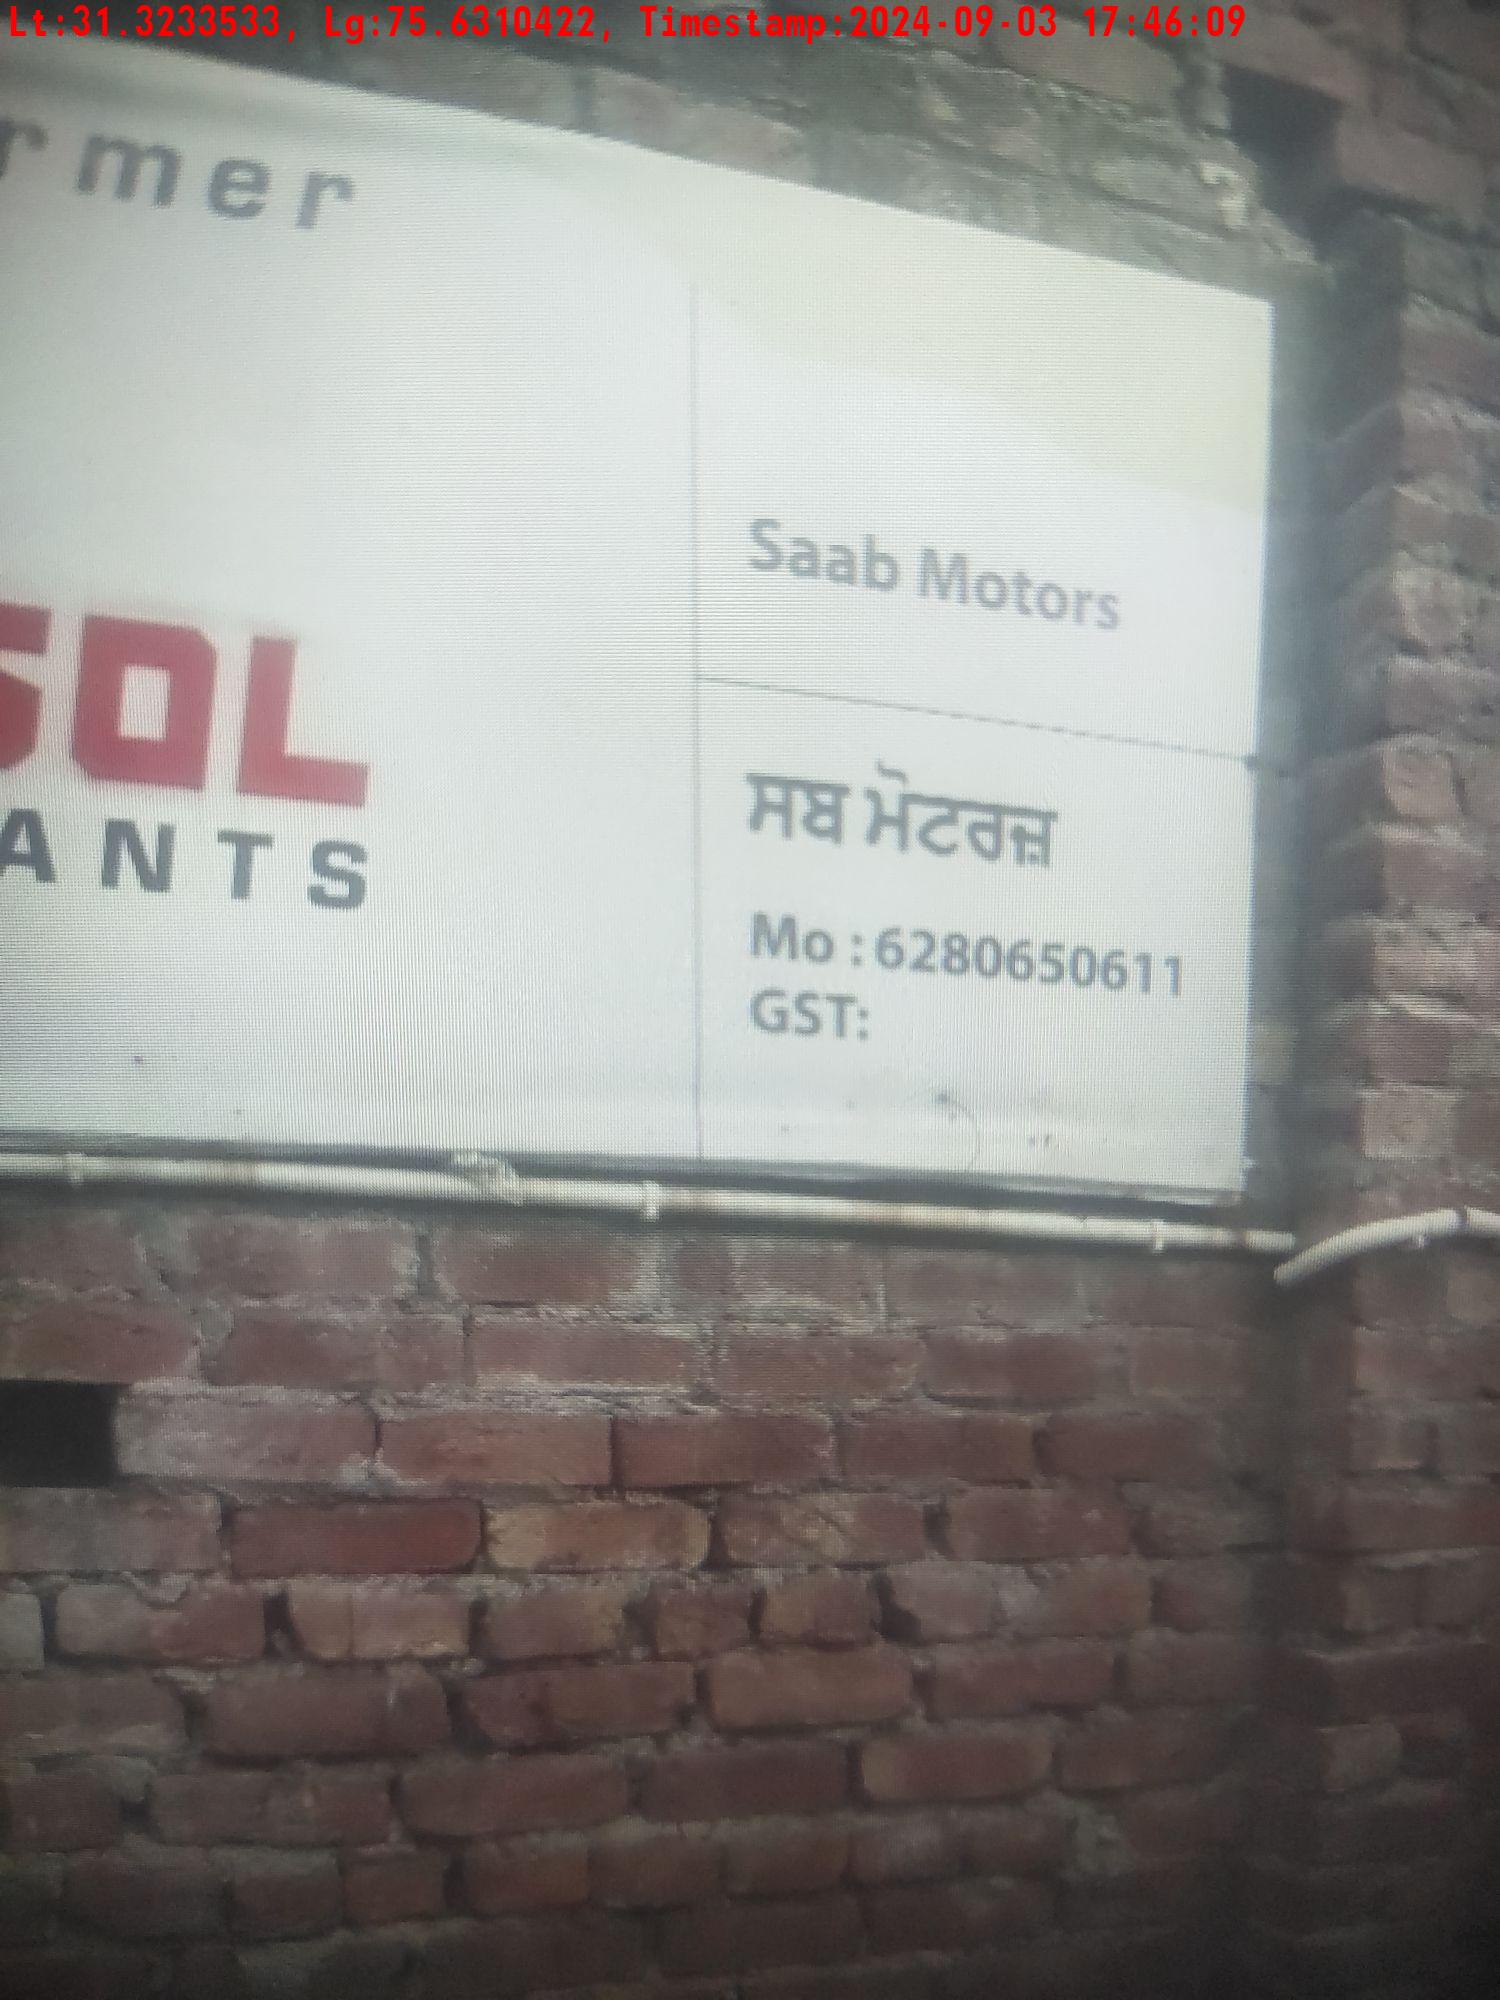 Lt:31.3233533, Lg:75.6310422, Timestamp:2024-09-03 17:46:09
rmer
SOL
ANTS
Saab Motors
ਸਬ ਮੋਟਰਜ਼
Mo : 6280650611
GST: